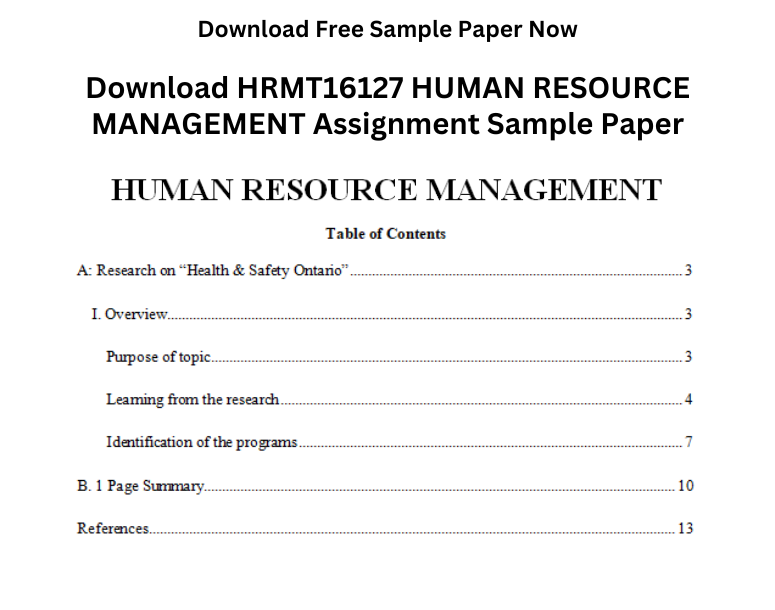 Download Free Sample Paper Now
Download HRMT16127 HUMAN RESOURCE
MANAGEMENT Assignment Sample Paper
HUMAN RESOURCE MANAGEMENT
Table of Contents
A: Research on “Health & Safety Ontario”........................................................................................3
I. Overview........................................................................................................................................3
Purpose of topic..............................................................................................................................3
Learning from the research.............................................................................................................4
Identification of the programs........................................................................................................7
B. 1 Page Summary..........................................................................................................................10
References..........................................................................................................................................13